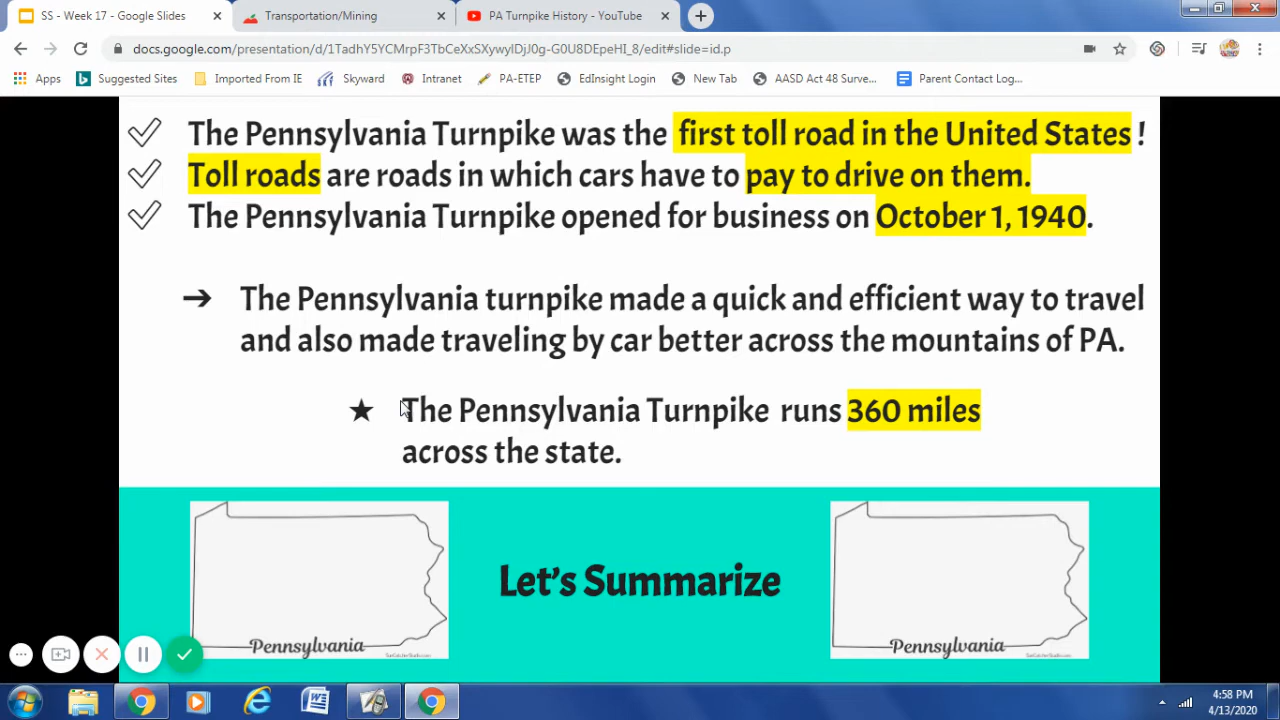 SS - Week 17 - Google Slides
Transportation/Mining
PA Turnpike History - YouTube
docs.google.com/presentation/d/1TadhY5YCMrpF3TbCeXxSXywylDjJ0g-G0U8DEpeHI_8/edit#slide=id.p
Apps Suggested Sites Imported From IE Skyward Intranet PA-ETEP EdInsight Login New Tab AASD Act 48 Surve... Parent Contact Log...
The Pennsylvania Turnpike was the first toll road in the United States !
Toll roads are roads in which cars have to pay to drive on them.
The Pennsylvania Turnpike opened for business on October 1, 1940.
The Pennsylvania turnpike made a quick and efficient way to travel
and also made traveling by car better across the mountains of PA.
The Pennsylvania Turnpike runs 360 miles
across the state.
Let's Summarize
Pennsylvania
Pennsylvania
4:58 PM
4/13/2020